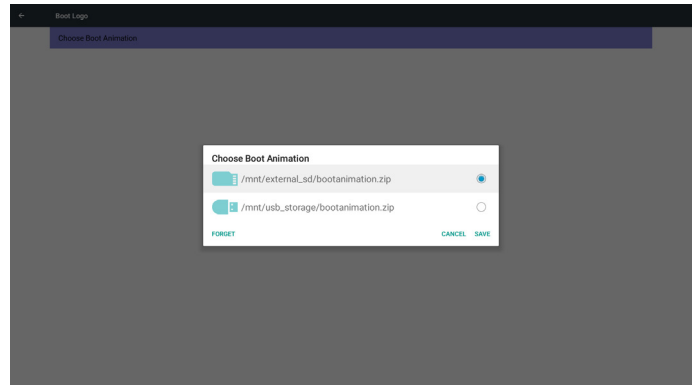 Boot Logo
Choose Boot Animation
Choose Boot Animation
/mnt/external_sd/bootanimation.zip
/mnt/usb_storage/bootanimation.zip
FORGET CANCEL SAVE